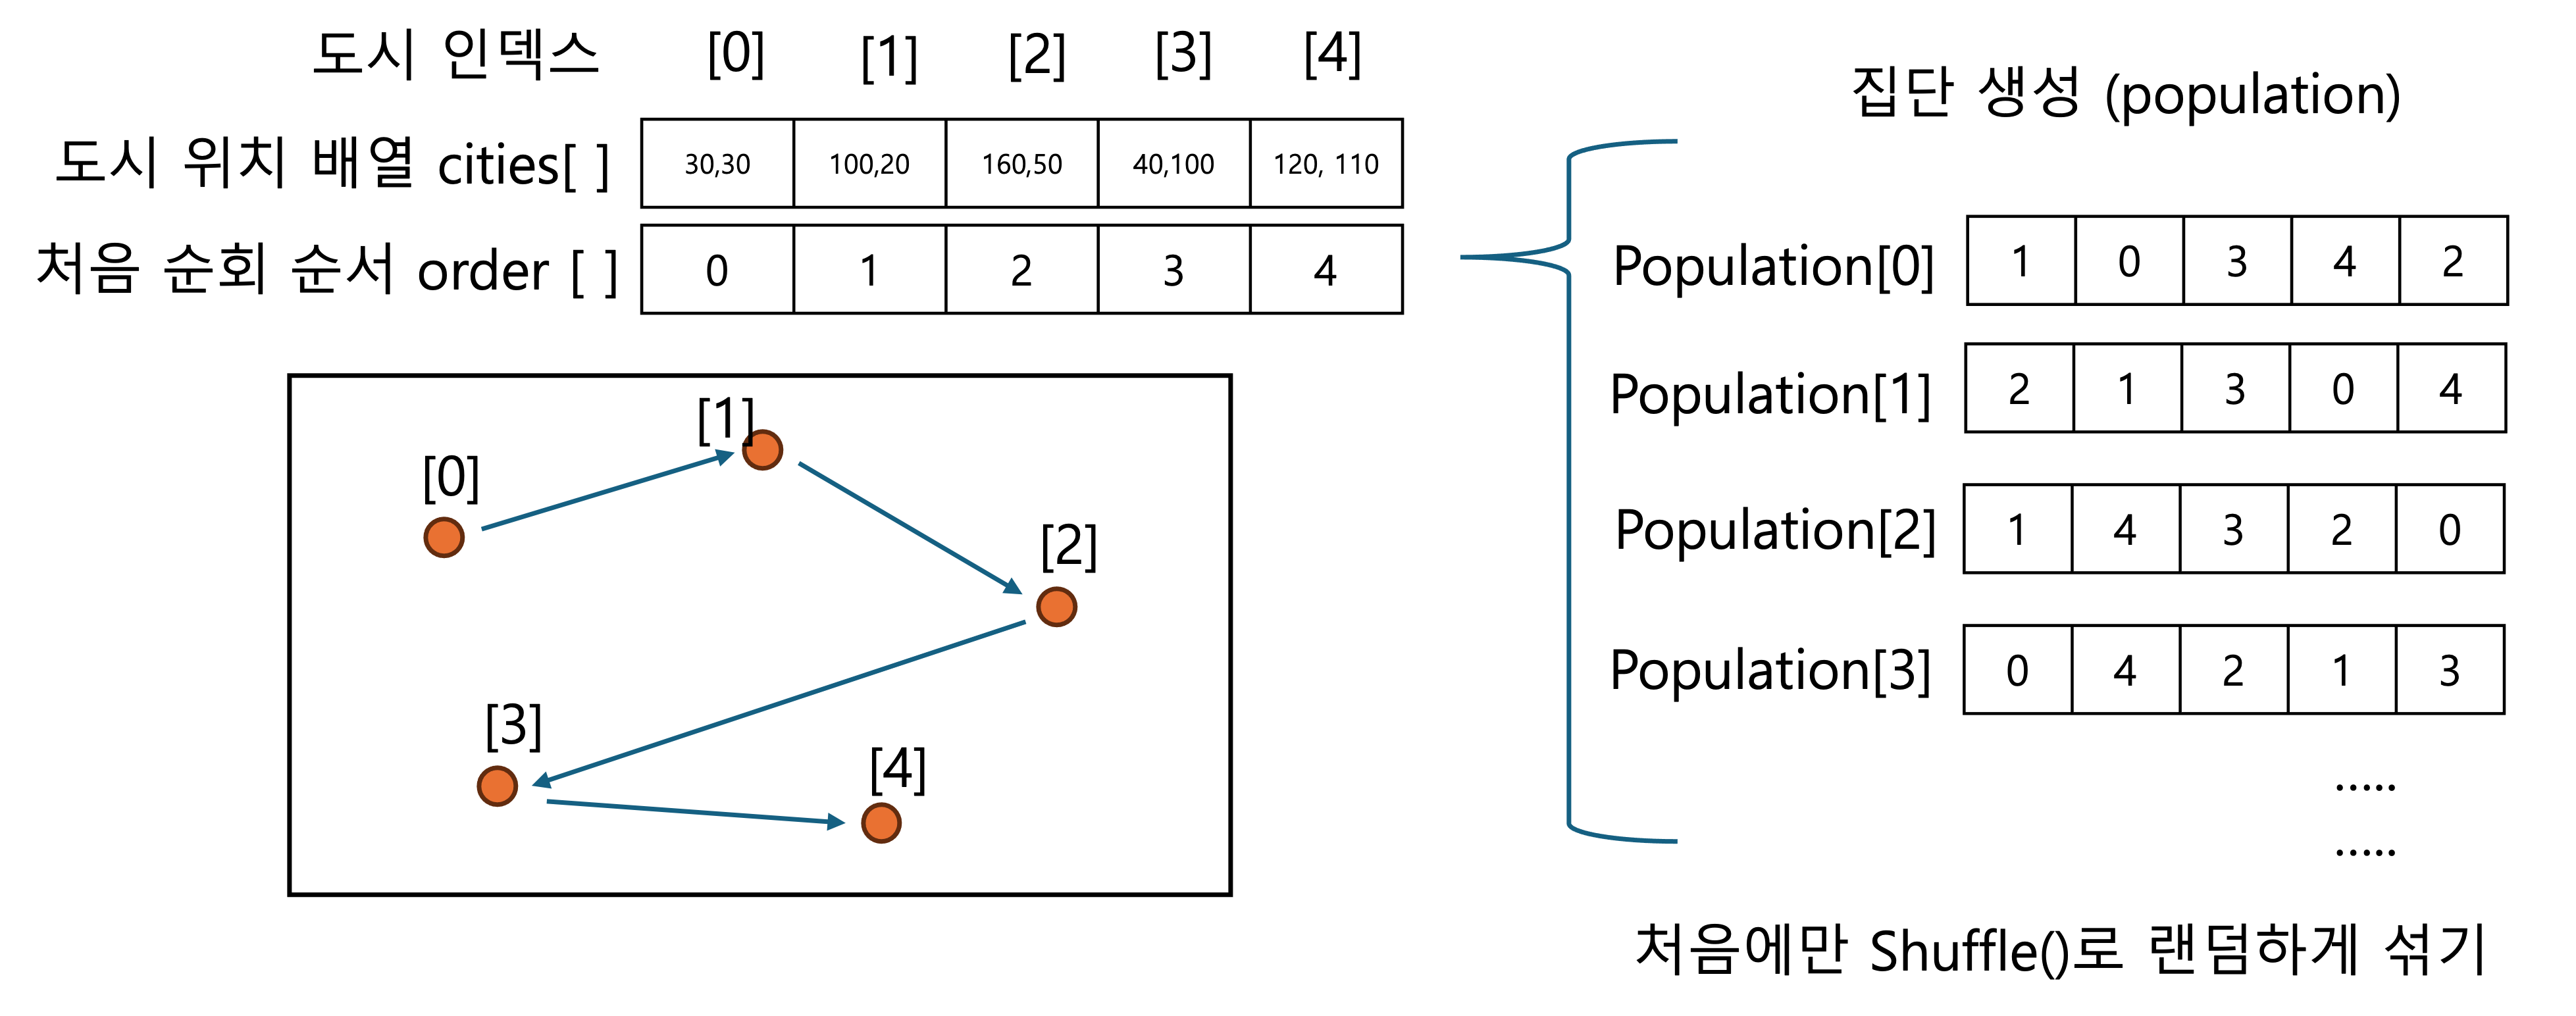 도시 인덱스 [0] [1] [2] [3] [4]
도시 위치 배열 cities[ ] 30,30 100,20 160,50 40,100 120, 110
처음 순회 순서 order [ ] 0 1 2 3 4
[0]
[1]
[2]
[3]
[4]
집단 생성 (population)
Population[0] 1 0 3 4 2
Population[1] 2 1 3 0 4
Population[2] 1 4 3 2 0
Population[3] 0 4 2 1 3
.....
.....
처음에만 Shuffle()로 랜덤하게 섞기